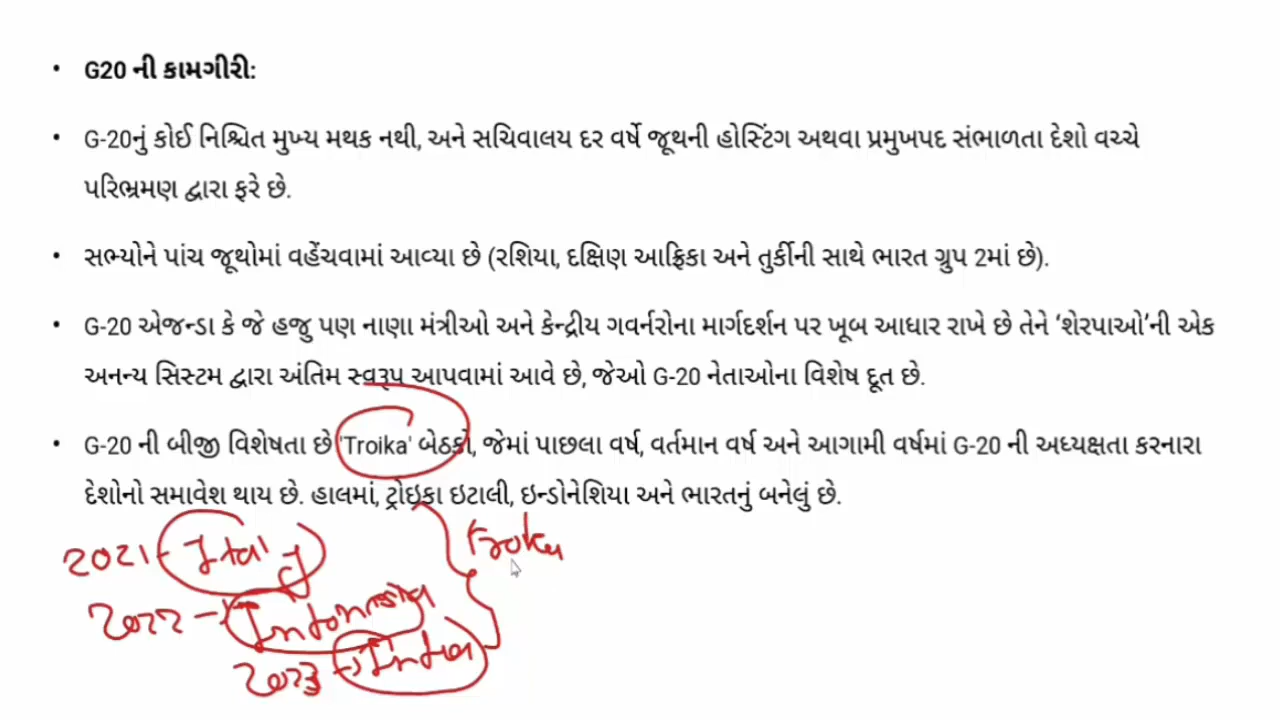 • G20 ની કામગીરી:
• G-20નું કોઈ નિશ્ચિત મુખ્ય મથક નથી, અને સચિવાલય દર વર્ષે જૂથની હોસ્ટિંગ અથવા પ્રમુખપદ સંભાળતા દેશો વચ્ચે
પરિભ્રમણ દ્વારા ફરે છે.
• સભ્યોને પાંચ જૂથોમાં વહેંચવામાં આવ્યા છે (રશિયા, દક્ષિણ આફ્રિકા અને તુર્કીની સાથે ભારત ગ્રુપ 2માં છે).
• G-20 એજન્ડા કે જે હજુ પણ નાણા મંત્રીઓ અને કેન્દ્રીય ગવર્નરોના માર્ગદર્શન પર ખૂબ આધાર રાખે છે તેને ‘શેરપાઓ’ની એક
અનન્ય સિસ્ટમ દ્વારા અંતિમ સ્વરૂપ આપવામાં આવે છે, જેઓ G-20 નેતાઓના વિશેષ દૂત છે.
• G-20 ની બીજી વિશેષતા છે 'Troika' બેઠકો, જેમાં પાછલા વર્ષ, વર્તમાન વર્ષ અને આગામી વર્ષમાં G-20 ની અધ્યક્ષતા કરનારા
દેશોનો સમાવેશ થાય છે. હાલમાં, ટ્રોઇકા ઇટાલી, ઇન્ડોનેશિયા અને ભારતનું બનેલું છે.
2021 - Italy
2022 - Indonesia
2023 - India